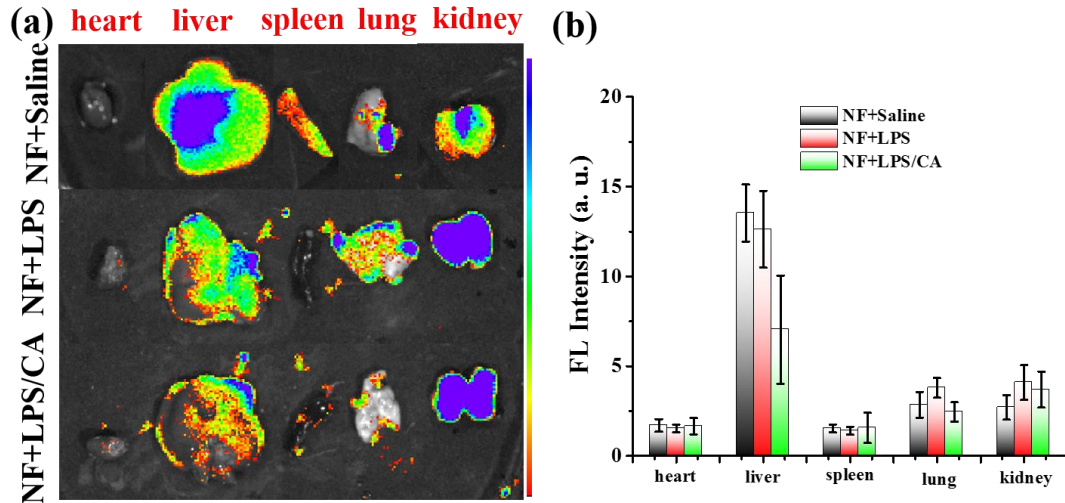 (a) heart liver spleen lung kidney
NF+Saline
NF+LPS
NF+LPS/CA
(b)
20
15
10
5
0
FL Intensity (a. u.)
NF+Saline
NF+LPS
NF+LPS/CA
heart liver spleen lung kidney